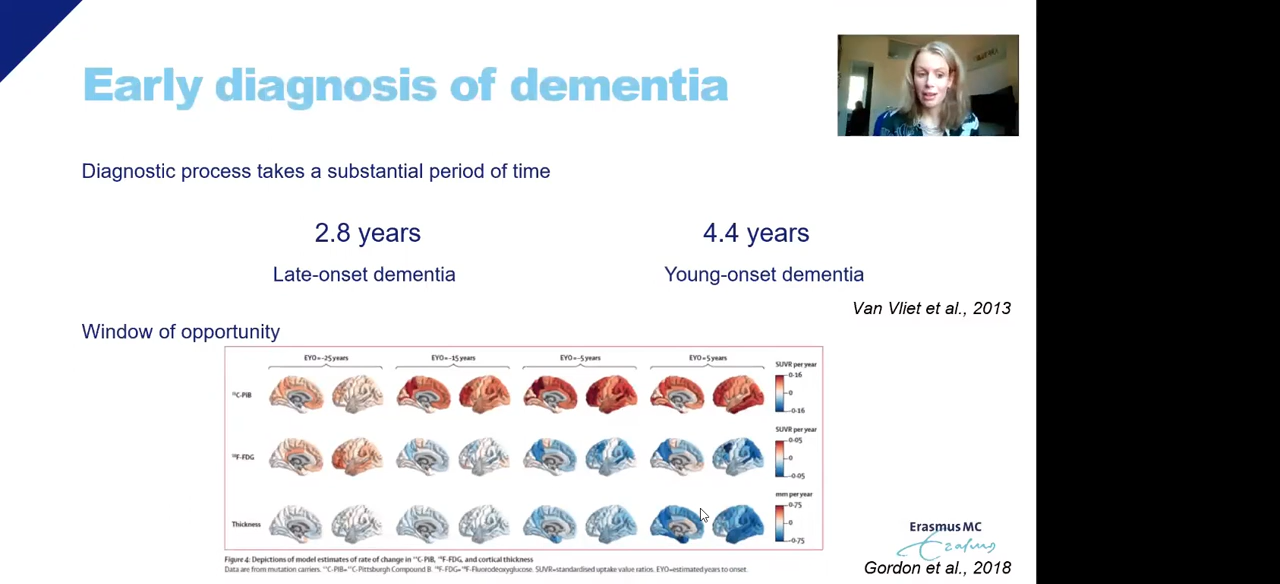 Early diagnosis of dementia
Diagnostic process takes a substantial period of time
2.8 years
4.4 years
Late-onset dementia
Young-onset dementia
Van Vliet et al., 2013
Window of opportunity
EYO=-25 years
EYO=-15 years
EYO=-5 years
EYO=5 years
SUVR per year
¹¹C-PiB
0·16
0
-0·16
SUVR per year
¹⁸F-FDG
0·05
0
-0·05
mm per year
Thickness
0·75
0
-0·75
Figure 4: Depictions of model estimates of rate of change in ¹¹C-PiB, ¹⁸F-FDG, and cortical thickness
Data are from mutation carriers. ¹¹C-PiB=¹¹C-Pittsburgh Compound B. ¹⁸F-FDG=¹⁸F-Fluorodeoxyglucose. SUVR=standardised uptake value ratios. EYO=estimated years to onset.
Erasmus MC
Erasmus
Gordon et al., 2018